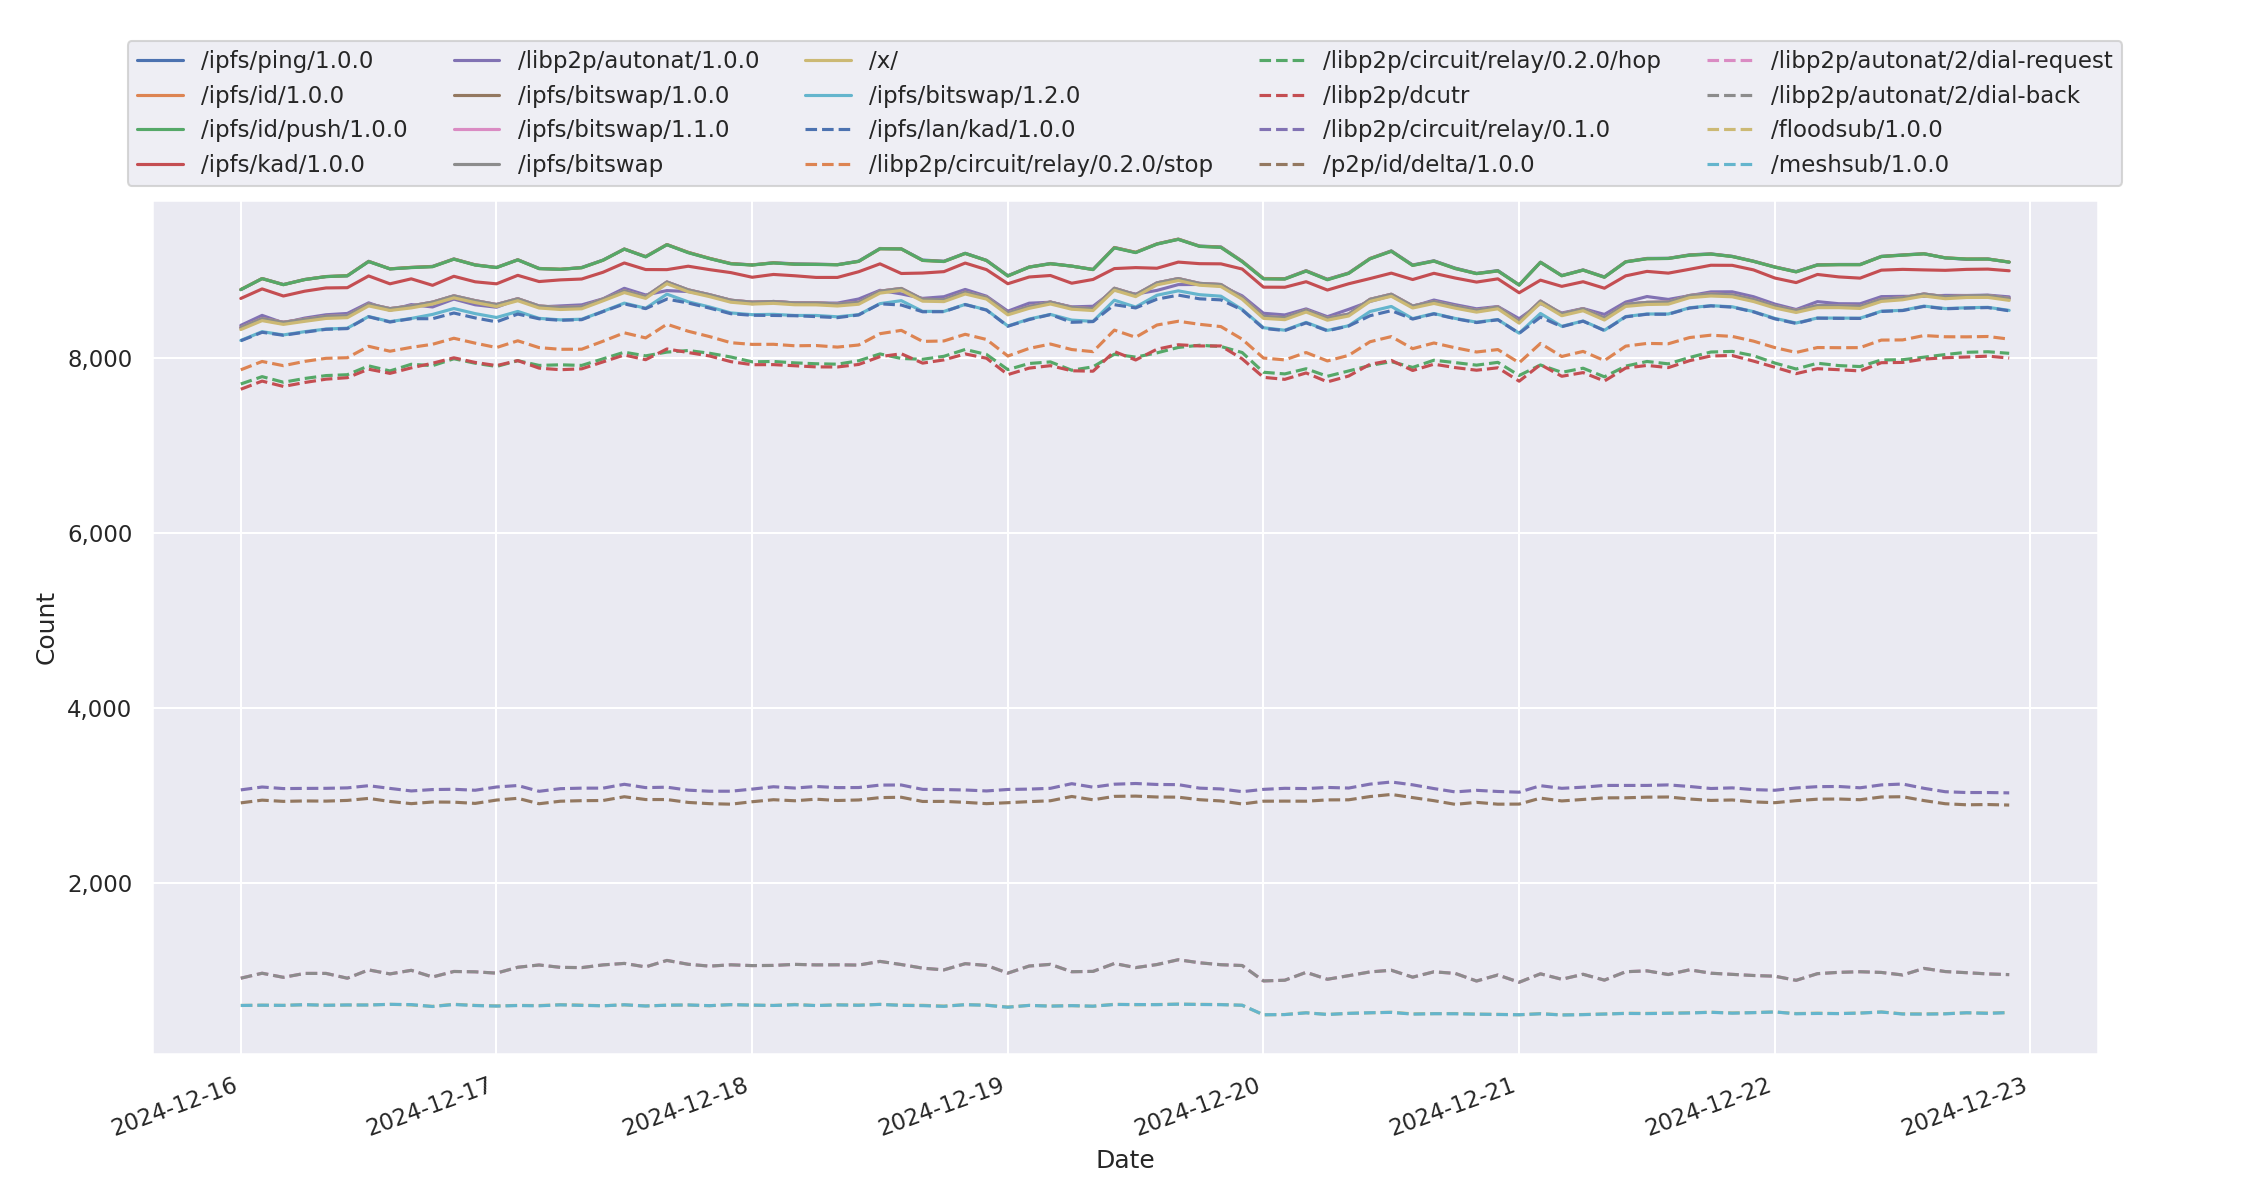 /ipfs/ping/1.0.0 /libp2p/autonat/1.0.0 /x/ /libp2p/circuit/relay/0.2.0/hop /libp2p/autonat/2/dial-request
/ipfs/id/1.0.0 /ipfs/bitswap/1.0.0 /ipfs/bitswap/1.2.0 /libp2p/dcutr /libp2p/autonat/2/dial-back
/ipfs/id/push/1.0.0 /ipfs/bitswap/1.1.0 /ipfs/lan/kad/1.0.0 /libp2p/circuit/relay/0.1.0 /floodsub/1.0.0
/ipfs/kad/1.0.0 /ipfs/bitswap /libp2p/circuit/relay/0.2.0/stop /p2p/id/delta/1.0.0 /meshsub/1.0.0
8,000
6,000
4,000
2,000
Count
2024-12-16 2024-12-17 2024-12-18 2024-12-19 2024-12-20 2024-12-21 2024-12-22 2024-12-23
Date